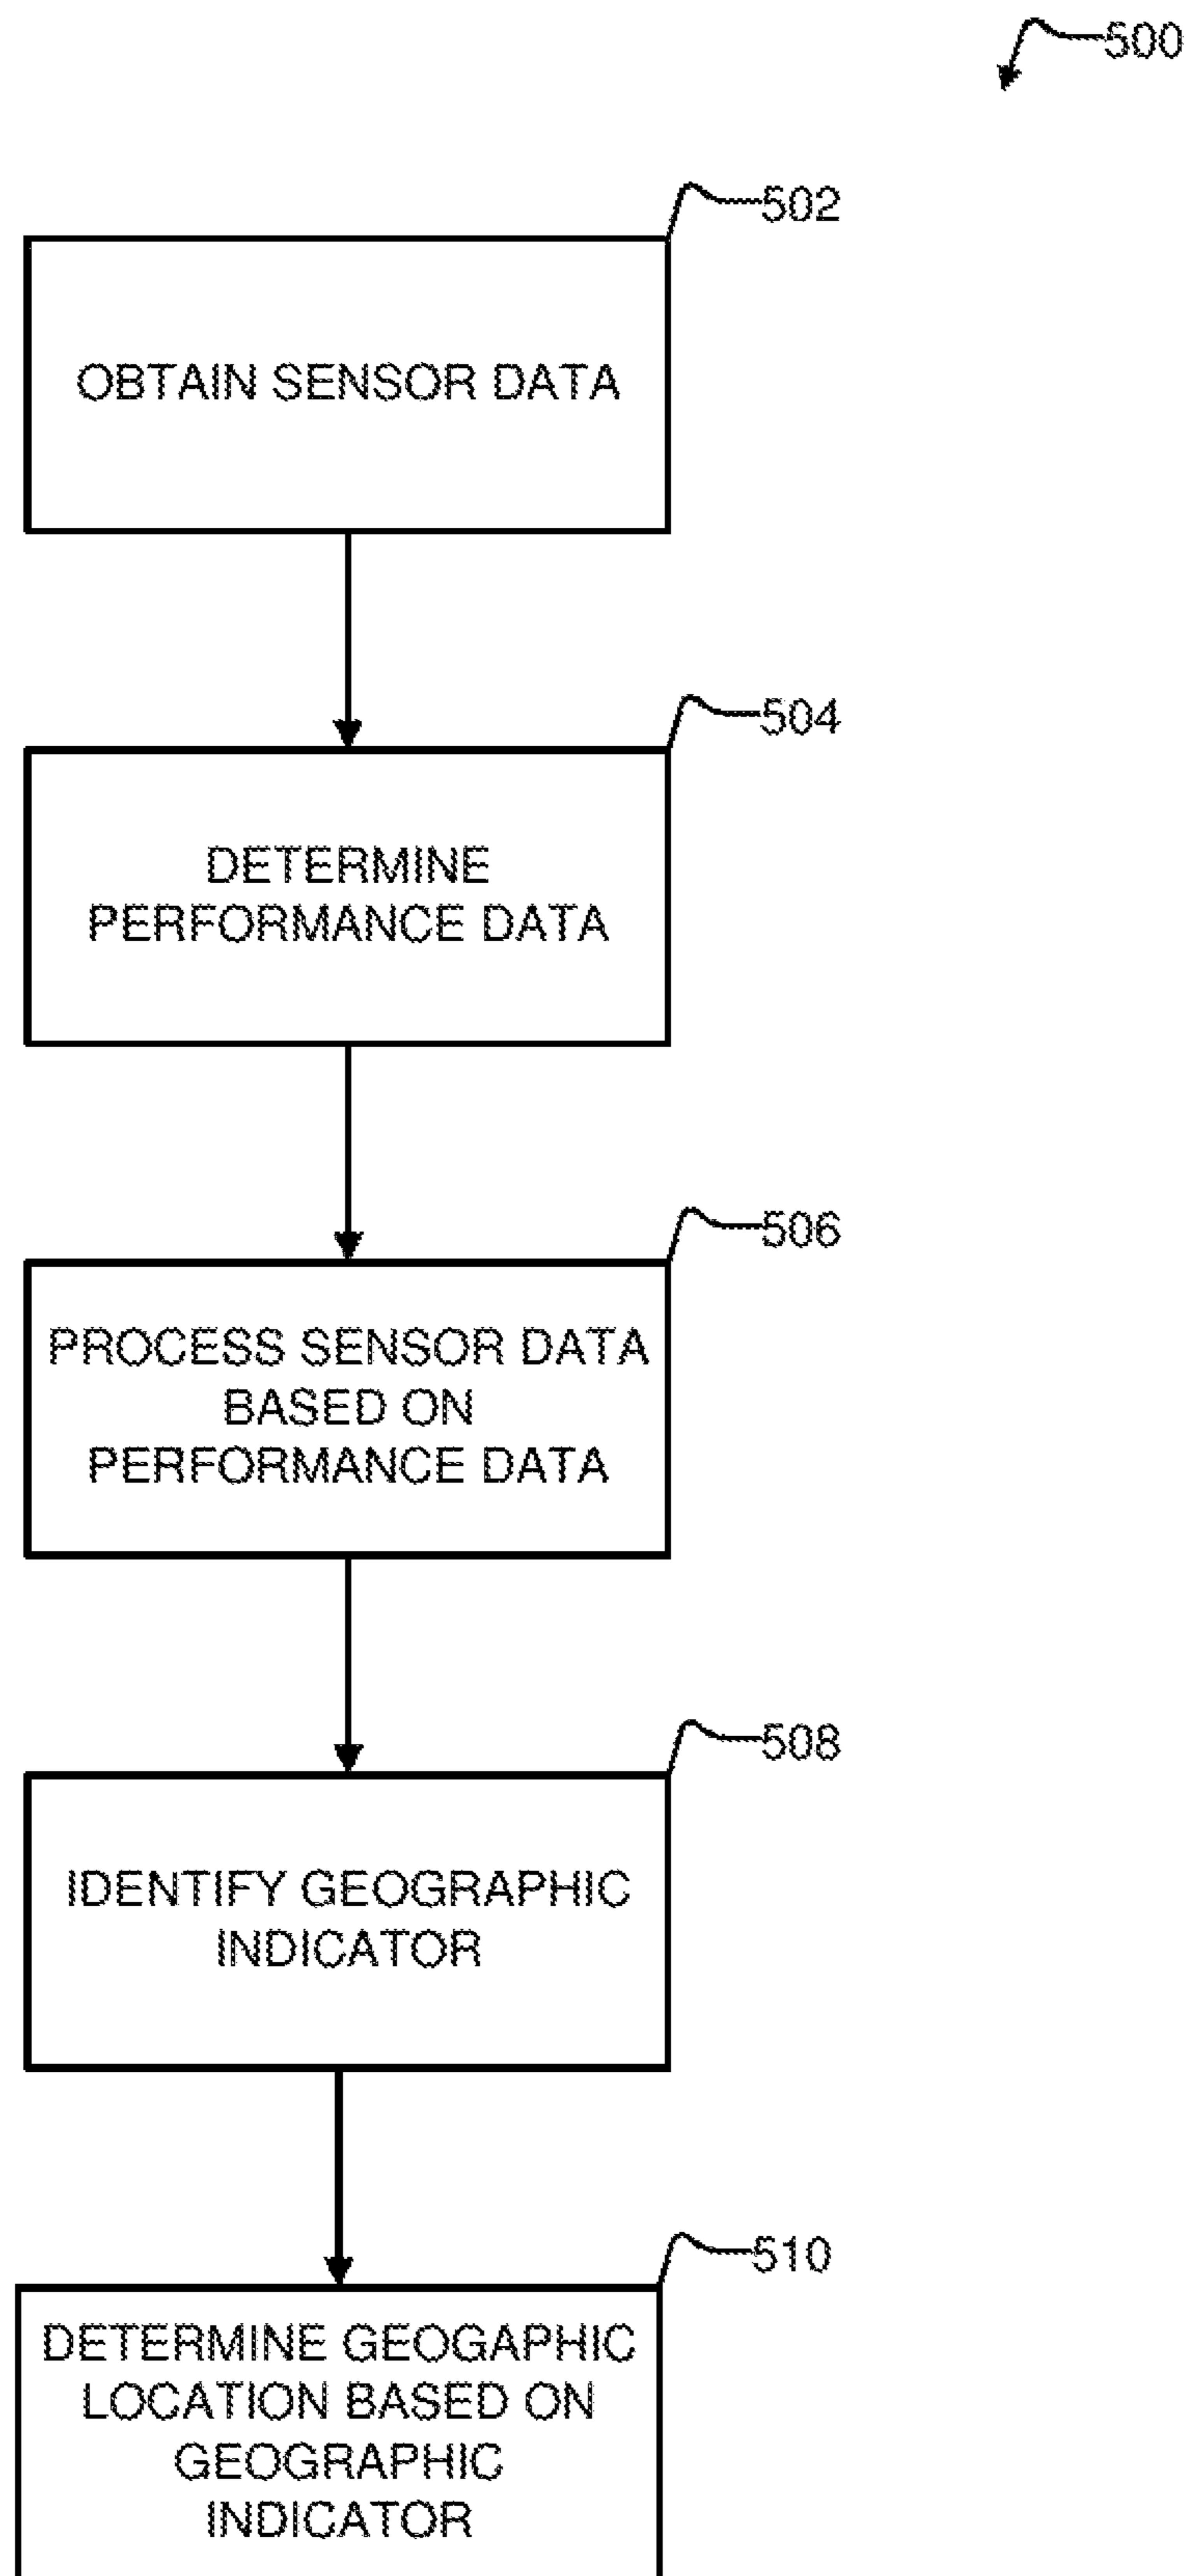 500
502
OBTAIN SENSOR DATA
504
DETERMINE
PERFORMANCE DATA
506
PROCESS SENSOR DATA
BASED ON
PERFORMANCE DATA
508
IDENTIFY GEOGRAPHIC
INDICATOR
510
DETERMINE GEOGAPHIC
LOCATION BASED ON
GEOGRAPHIC
INDICATOR